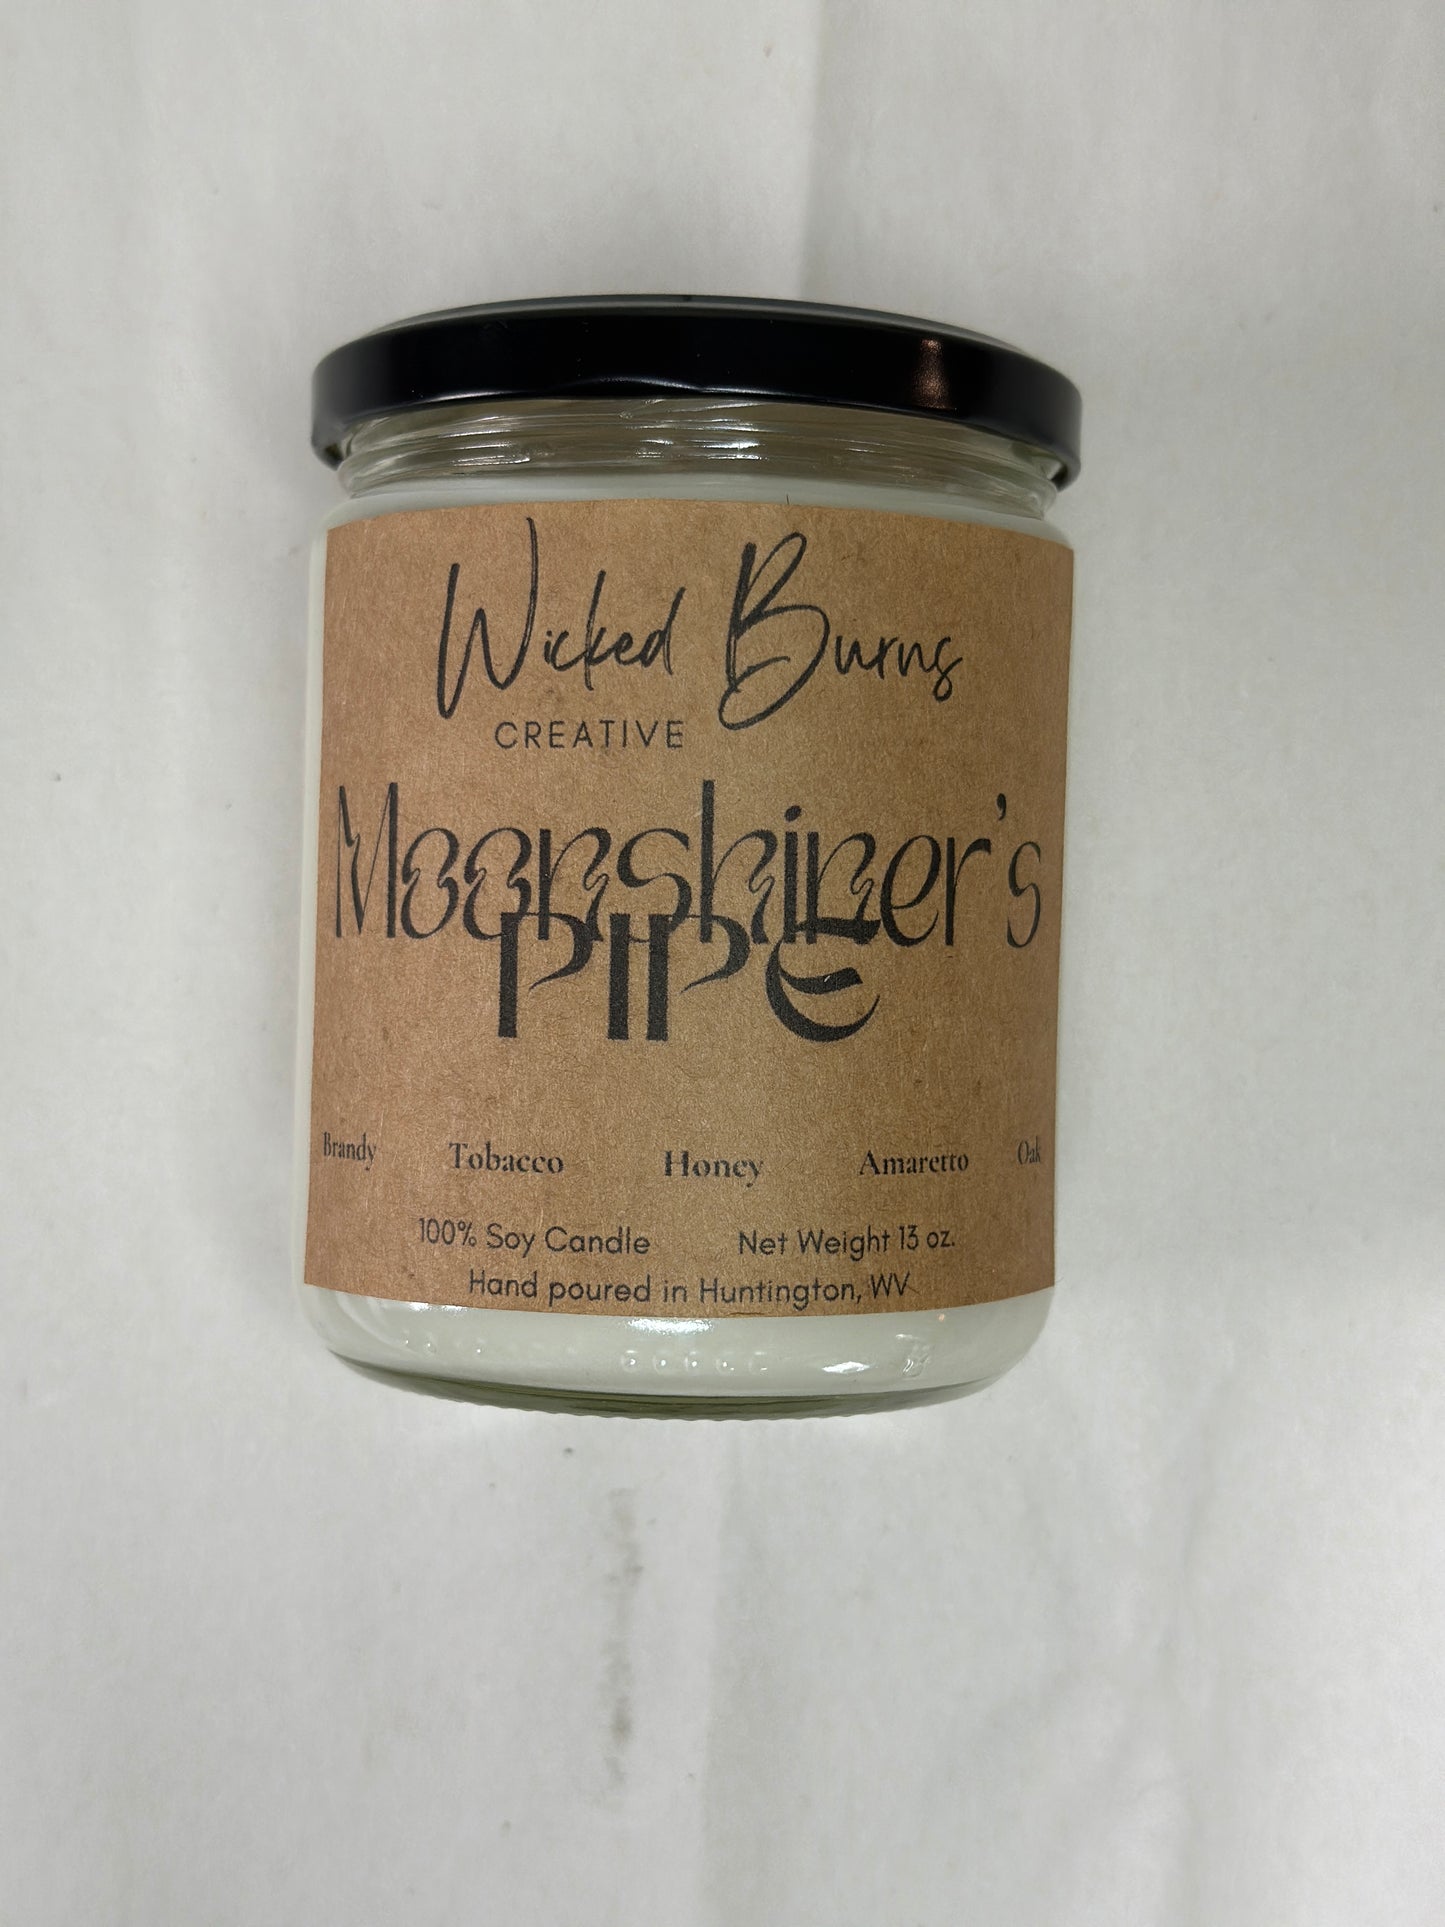 Wicked Burns
CREATIVE
Moonshiner's
PIPE
Brandy Tobacco Honey Amaretto Oak
100% Soy Candle Net Weight 13 oz.
Hand poured in Huntington, WV